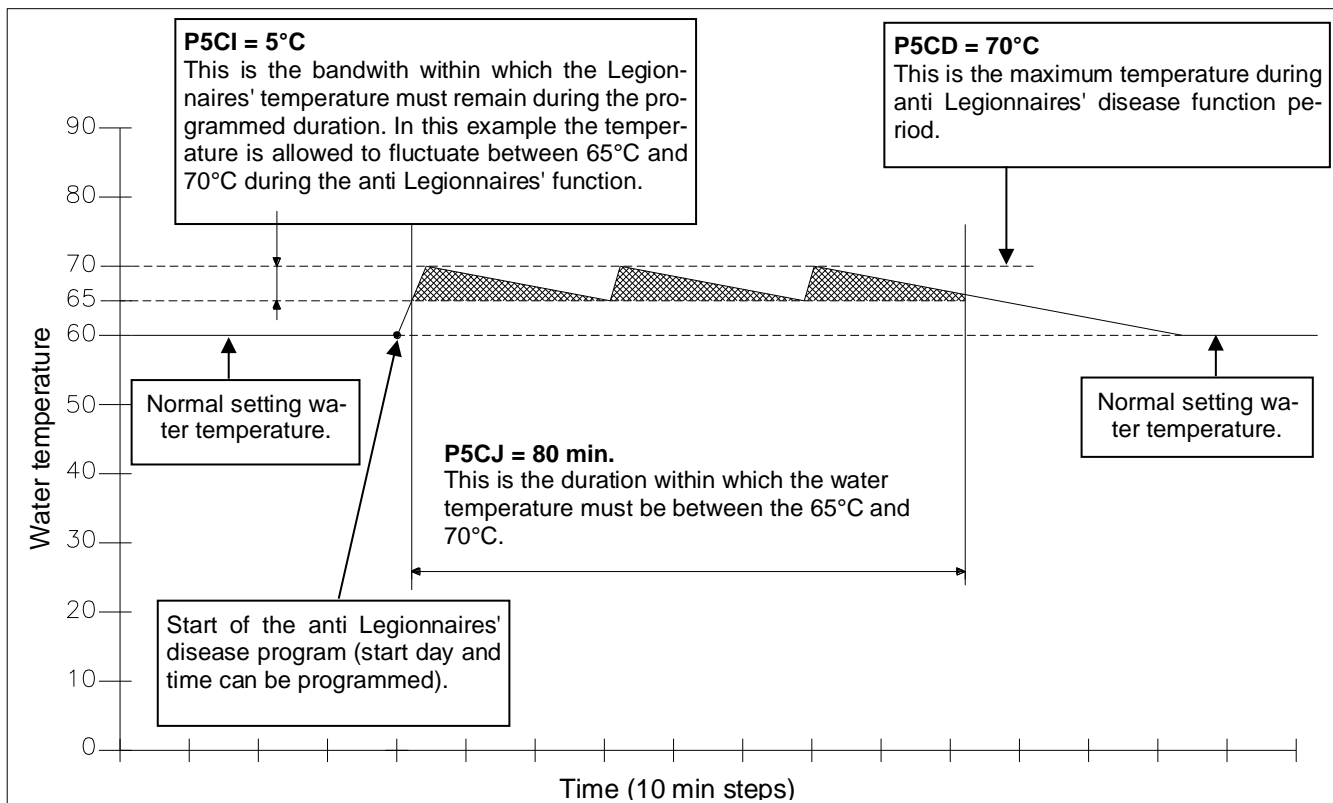 P5CI = 5°C
This is the bandwith within which the Legion-
naires' temperature must remain during the pro-
grammed duration. In this example the temper-
ature is allowed to fluctuate between 65°C and
70°C during the anti Legionnaires' function.
P5CD = 70°C
This is the maximum temperature during
anti Legionnaires' disease function pe-
riod.
90
80
70
65
60
50
40
30
20
10
0
Water temperature
Normal setting wa-
ter temperature.
Normal setting wa-
ter temperature.
P5CJ = 80 min.
This is the duration within which the water
temperature must be between the 65°C and
70°C.
Start of the anti Legionnaires'
disease program (start day and
time can be programmed).
Time (10 min steps)